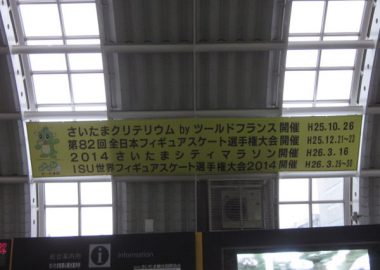 さいたまクリテリウム by ツールドフランス 開催 H25.10.26
第82回 全日本フィギュアスケート選手権大会 開催 H25.12.21~23
2014 さいたまシティマラソン 開催 H26.3.16
ISU世界フィギュアスケート選手権大会2014 開催 H26.3.26~30
総合案内所
information